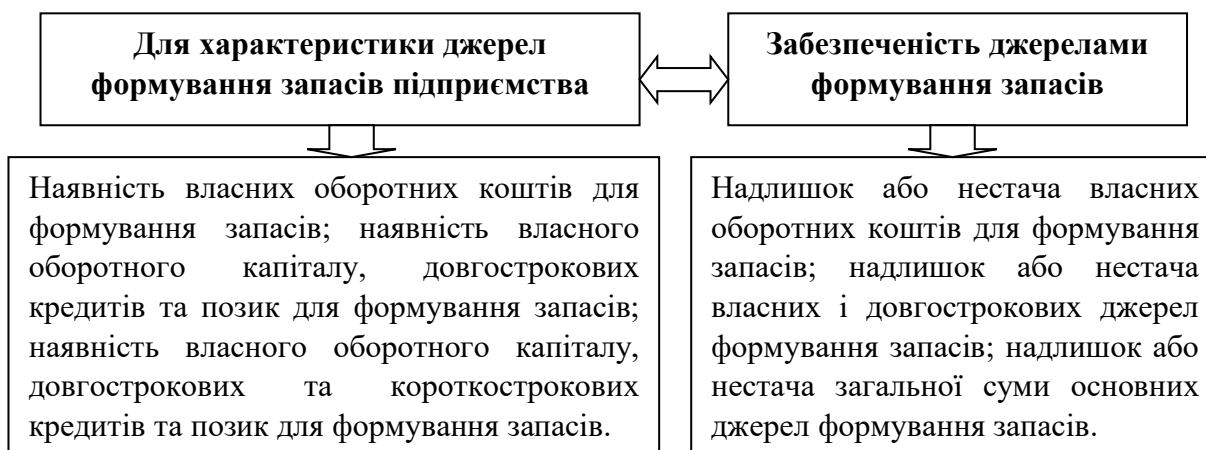 Для характеристики джерел
формування запасів підприємства
Забезпеченість джерелами
формування запасів
Наявність власних оборотних коштів для
формування запасів; наявність власного
оборотного капіталу, довгострокових
кредитів та позик для формування запасів;
наявність власного оборотного капіталу,
довгострокових та короткострокових
кредитів та позик для формування запасів.
Надлишок або нестача власних
оборотних коштів для формування
запасів; надлишок або нестача
власних і довгострокових джерел
формування запасів; надлишок або
нестача загальної суми основних
джерел формування запасів.